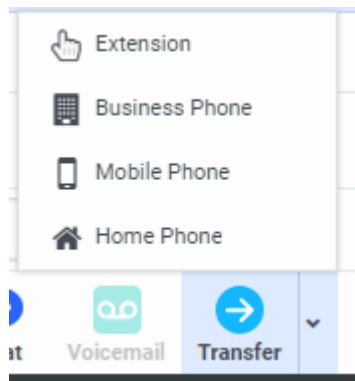 Extension
Business Phone
Mobile Phone
Home Phone
at Voicemail Transfer